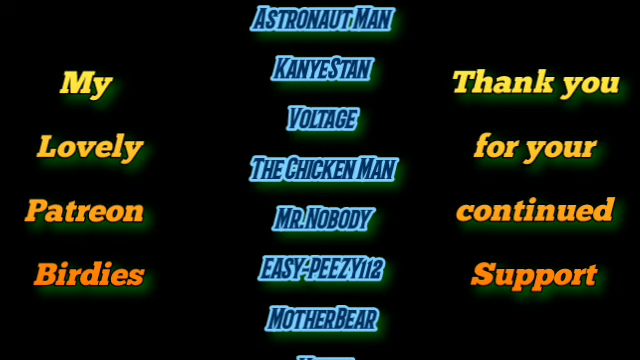 My
Lovely
Patreon
Birdies
Astronaut Man
KanyeStan
Voltage
The Chicken Man
Mr.Nobody
EASY-PEEZY112
MotherBear
Thank you
for your
continued
Support